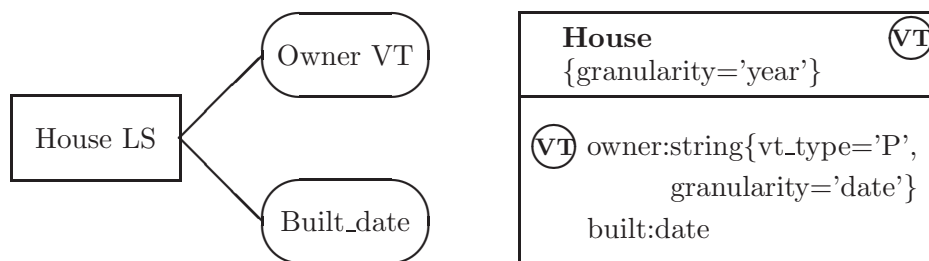 Owner VT
House LS
Built_date
House
VT
{granularity='year'}
VT owner:string{vt_type='P',
granularity='date'}
built:date